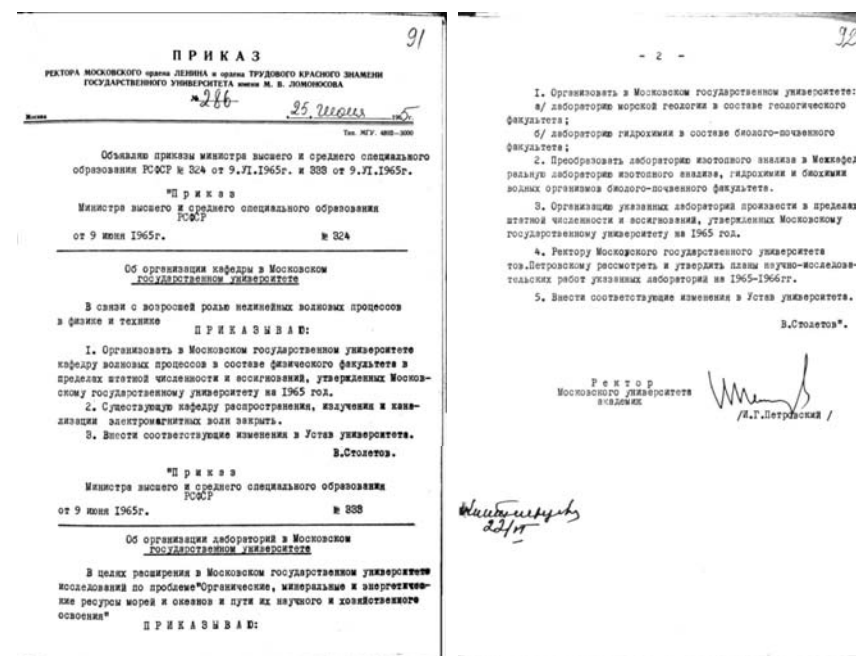 91
ПРИКАЗ
РЕКТОРА МОСКОВСКОГО ордена ЛЕНИНА и ордена ТРУДОВОГО КРАСНОГО ЗНАМЕНИ
ГОСУДАРСТВЕННОГО УНИВЕРСИТЕТА имени М. В. ЛОМОНОСОВА
№ 286
Москва 25 июня 1965г.
Тип. МГУ.
Объявляю приказы министра высшего и среднего специального
образования РСФСР № 324 от 9.УІ.1965г. и 333 от 9.УІ.1965г.
"П р и к а з
Министра высшего и среднего специального образования
РСФСР
от 9 июня 1965г. № 324
Об организации кафедры в Московском
государственном университете
В связи с возросшей ролью нелинейных волновых процессов
в физике и технике
П Р И К А З Ы В А Ю:
I. Организовать в Московском государственном университете
кафедру волновых процессов в составе физического факультета в
пределах штатной численности и ассигнований, утвержденных Москов-
скому государственному университету на 1965 год.
2. Существующую кафедру распространения, излучения и кана-
лизации электромагнитных волн закрыть.
3. Внести соответствующие изменения в Устав университета.
В.Столетов.
"П р и к а з
Министра высшего и среднего специального образования
РСФСР
от 9 июня 1965г. № 333
Об организации лабораторий в Московском
государственном университете
В целях расширения в Московском государственном университете
исследований по проблеме"Органические, минеральные и энергетичес-
кие ресурсы морей и океанов и пути их научного и хозяйственного
освоения"
П Р И К А З Ы В А Ю:
92
- 2 -
I. Организовать в Московском государственном университете:
а/ лабораторию морской геологии в составе геологического
факультета;
б/ лабораторию гидрохимии в составе биолого-почвенного
факультета;
2. Преобразовать лабораторию изотопного анализа в Межкафед
ральную лабораторию изотопного анализа, гидрохимии и биохимии
водных организмов биолого-почвенного факультета.
3. Организацию указанных лабораторий произвести в пределах
штатной численности и ассигнований, утвержденных Московскому
государственному университету на 1965 год.
4. Ректору Московского государственного университета
тов.Петровскому рассмотреть и утвердить планы научно-исследова-
тельских работ указанных лабораторий на 1965-1966гг.
5. Внести соответствующие изменения в Устав университета.
В.Столетов".
Р е к т о р
Московского университета
академик
/И.Г.Петровский /
22/VI